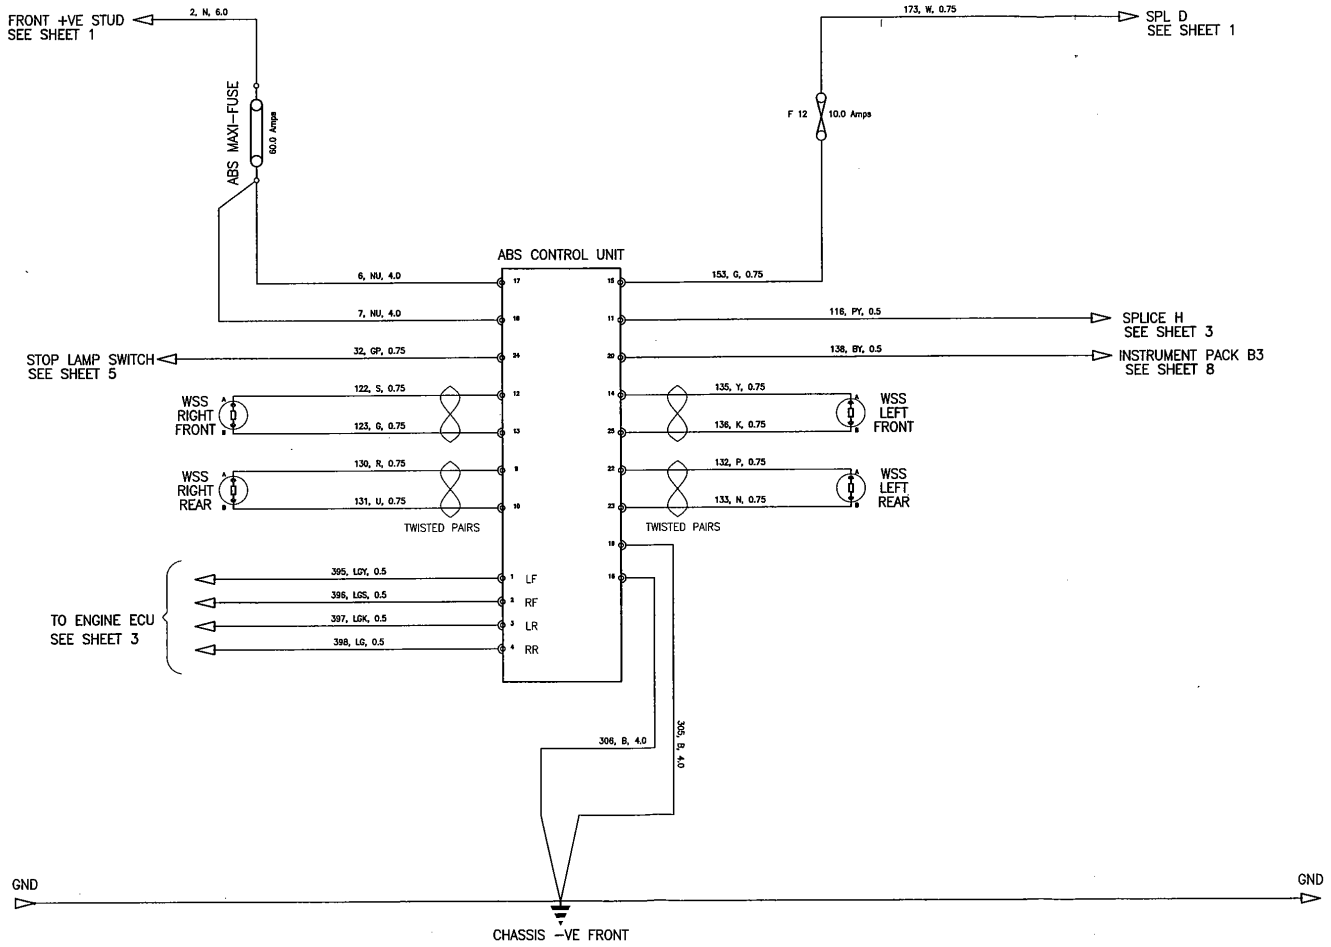 FRONT +VE STUD
SEE SHEET 1
2, N, 6.0
173, W, 0.75
SPL D
SEE SHEET 1
ABS MAXI-FUSE
60.0 Amps
F 12
10.0 Amps
ABS CONTROL UNIT
6, NU, 4.0
17
15
153, G, 0.75
7, NU, 4.0
11
116, PY, 0.5
SPLICE H
SEE SHEET 3
STOP LAMP SWITCH
SEE SHEET 5
32, GP, 0.75
24
20
138, BY, 0.5
INSTRUMENT PACK B3
SEE SHEET 8
WSS
RIGHT
FRONT
A
B
122, S, 0.75
12
123, G, 0.75
13
14
135, Y, 0.75
25
136, K, 0.75
A
B
WSS
LEFT
FRONT
WSS
RIGHT
REAR
A
B
130, R, 0.75
9
131, U, 0.75
10
TWISTED PAIRS
22
132, P, 0.75
23
133, N, 0.75
TWISTED PAIRS
A
B
WSS
LEFT
REAR
19
TO ENGINE ECU
SEE SHEET 3
395, LGY, 0.5
1
LF
396, LGS, 0.5
2
RF
397, LGK, 0.5
3
LR
398, LG, 0.5
4
RR
306, B, 4.0
305, B, 4.0
GND
GND
CHASSIS -VE FRONT